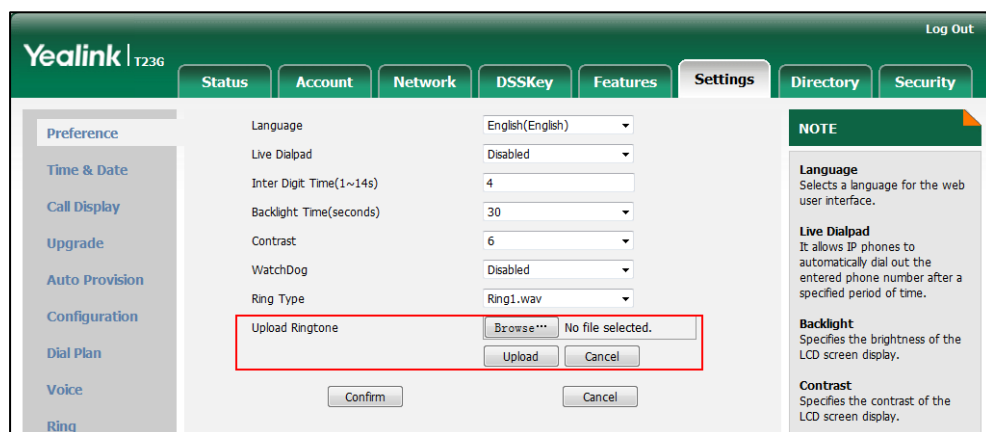 Log Out
Yealink | T23G
Status Account Network DSSKey Features Settings Directory Security
Preference
Time & Date
Call Display
Upgrade
Auto Provision
Configuration
Dial Plan
Voice
Ring
Language English(English)
Live Dialpad Disabled
Inter Digit Time(1~14s) 4
Backlight Time(seconds) 30
Contrast 6
WatchDog Disabled
Ring Type Ring1.wav
Upload Ringtone Browse… No file selected.
Upload Cancel
Confirm Cancel
NOTE
Language
Selects a language for the web
user interface.
Live Dialpad
It allows IP phones to
automatically dial out the
entered phone number after a
specified period of time.
Backlight
Specifies the brightness of the
LCD screen display.
Contrast
Specifies the contrast of the
LCD screen display.